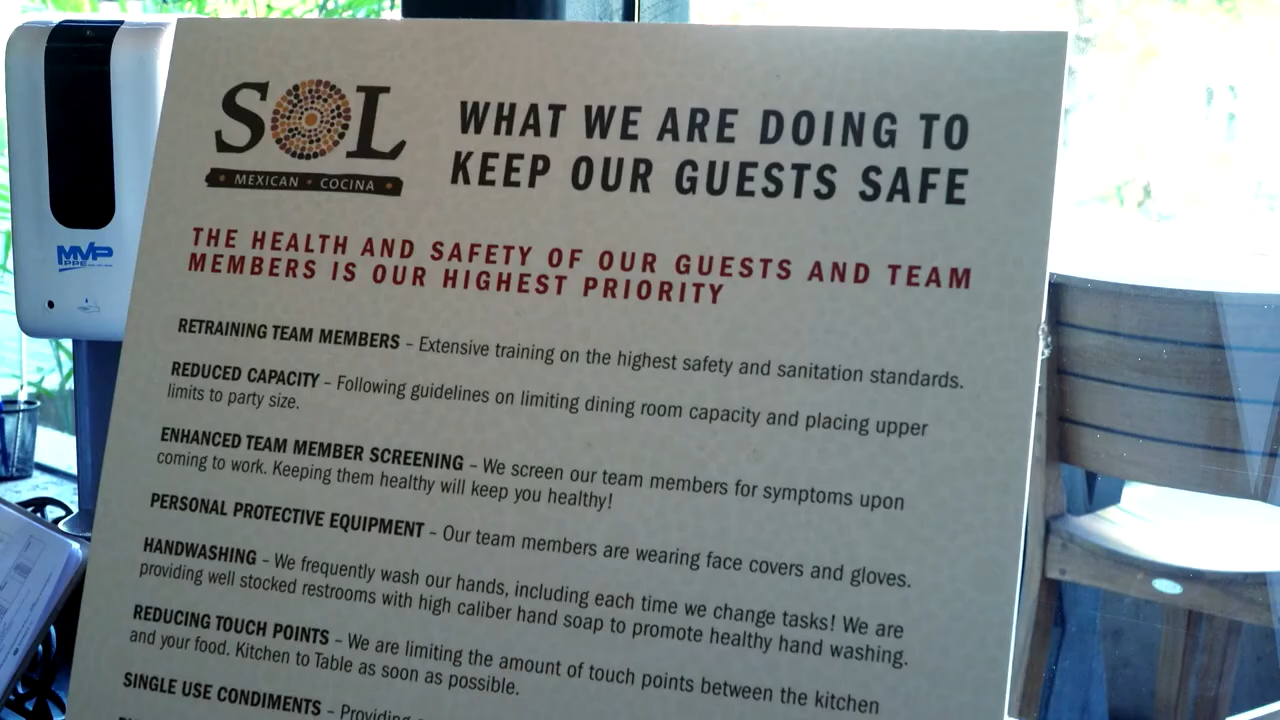 SOL
MEXICAN • COCINA
WHAT WE ARE DOING TO
KEEP OUR GUESTS SAFE
THE HEALTH AND SAFETY OF OUR GUESTS AND TEAM
MEMBERS IS OUR HIGHEST PRIORITY
RETRAINING TEAM MEMBERS – Extensive training on the highest safety and sanitation standards.
REDUCED CAPACITY – Following guidelines on limiting dining room capacity and placing upper
limits to party size.
ENHANCED TEAM MEMBER SCREENING – We screen our team members for symptoms upon
coming to work. Keeping them healthy will keep you healthy!
PERSONAL PROTECTIVE EQUIPMENT – Our team members are wearing face covers and gloves.
HANDWASHING – We frequently wash our hands, including each time we change tasks! We are
providing well stocked restrooms with high caliber hand soap to promote healthy hand washing.
REDUCING TOUCH POINTS – We are limiting the amount of touch points between the kitchen
and your food. Kitchen to Table as soon as possible.
SINGLE USE CONDIMENTS – Providing
MVP
PPE